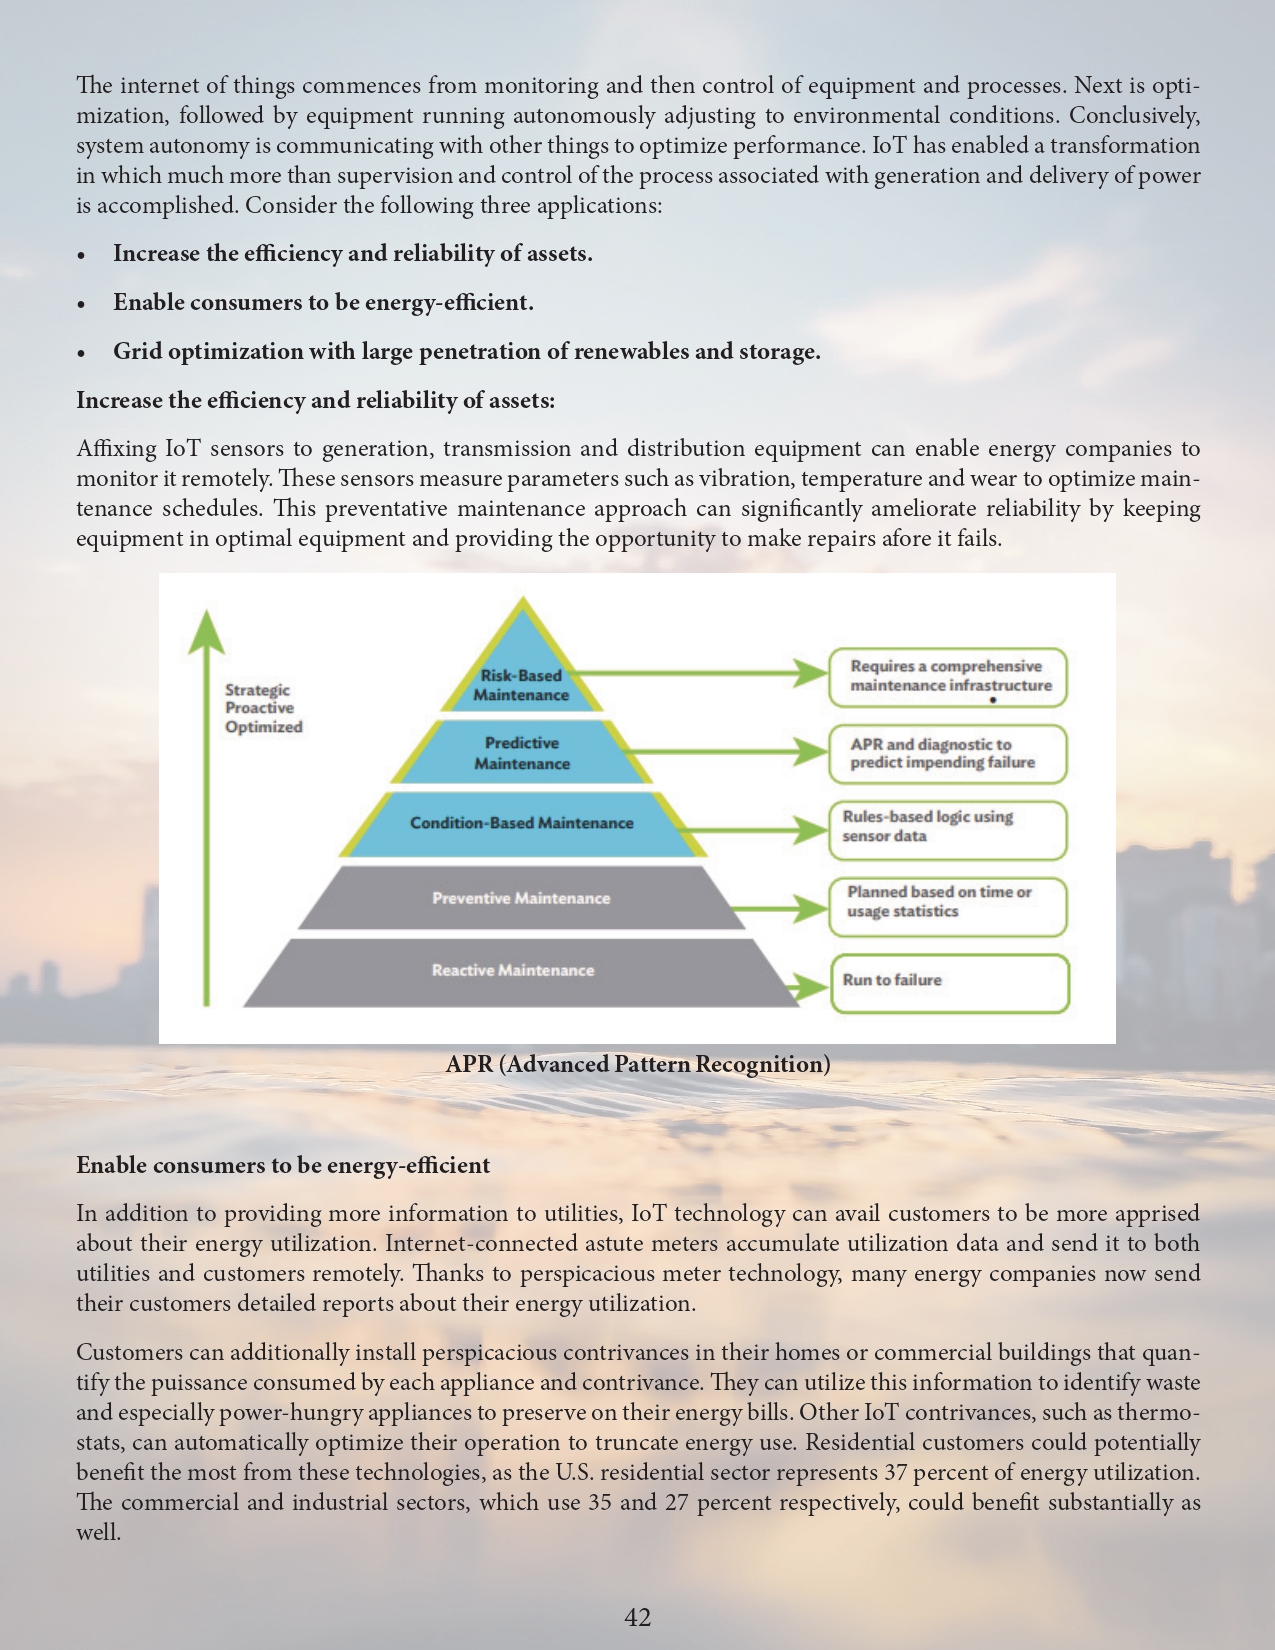 The internet of things commences from monitoring and then control of equipment and processes. Next is opti-
mization, followed by equipment running autonomously adjusting to environmental conditions. Conclusively,
system autonomy is communicating with other things to optimize performance. IoT has enabled a transformation
in which much more than supervision and control of the process associated with generation and delivery of power
is accomplished. Consider the following three applications:
• Increase the efficiency and reliability of assets.
• Enable consumers to be energy-efficient.
• Grid optimization with large penetration of renewables and storage.
Increase the efficiency and reliability of assets:
Affixing IoT sensors to generation, transmission and distribution equipment can enable energy companies to
monitor it remotely. These sensors measure parameters such as vibration, temperature and wear to optimize main-
tenance schedules. This preventative maintenance approach can significantly ameliorate reliability by keeping
equipment in optimal equipment and providing the opportunity to make repairs afore it fails.
Strategic
Proactive
Optimized
Risk-Based
Maintenance
Requires a comprehensive
maintenance infrastructure
Predictive
Maintenance
APR and diagnostic to
predict impending failure
Condition-Based Maintenance
Rules-based logic using
sensor data
Preventive Maintenance
Planned based on time or
usage statistics
Reactive Maintenance
Run to failure
APR (Advanced Pattern Recognition)
Enable consumers to be energy-efficient
In addition to providing more information to utilities, IoT technology can avail customers to be more apprised
about their energy utilization. Internet-connected astute meters accumulate utilization data and send it to both
utilities and customers remotely. Thanks to perspicacious meter technology, many energy companies now send
their customers detailed reports about their energy utilization.
Customers can additionally install perspicacious contrivances in their homes or commercial buildings that quan-
tify the puissance consumed by each appliance and contrivance. They can utilize this information to identify waste
and especially power-hungry appliances to preserve on their energy bills. Other IoT contrivances, such as thermo-
stats, can automatically optimize their operation to truncate energy use. Residential customers could potentially
benefit the most from these technologies, as the U.S. residential sector represents 37 percent of energy utilization.
The commercial and industrial sectors, which use 35 and 27 percent respectively, could benefit substantially as
well.
42